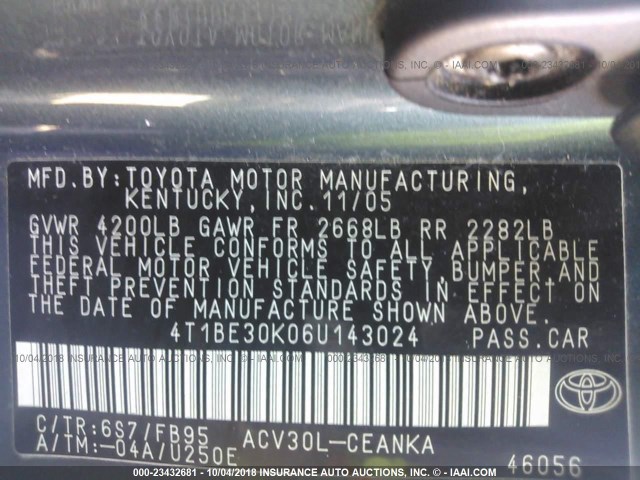 MFD.BY:TOYOTA MOTOR MANUFACTURING,
KENTUCKY, INC. 11/05
GVWR 4200LB GAWR FR 2668LB RR 2282LB
THIS VEHICLE CONFORMS TO ALL APPLICABLE
FEDERAL MOTOR VEHICLE SAFETY, BUMPER, AND
THEFT PREVENTION STANDARDS IN EFFECT ON
THE DATE OF MANUFACTURE SHOWN ABOVE.
4T1BE30K06U143024 PASS.CAR
C/TR:6S7/FB95 ACV30L-CEANKA
A/TM:-04A/U250E
46056
000-23432681 - 10/04/2018 - INSURANCE AUTO AUCTIONS, INC. - IAAI.COM